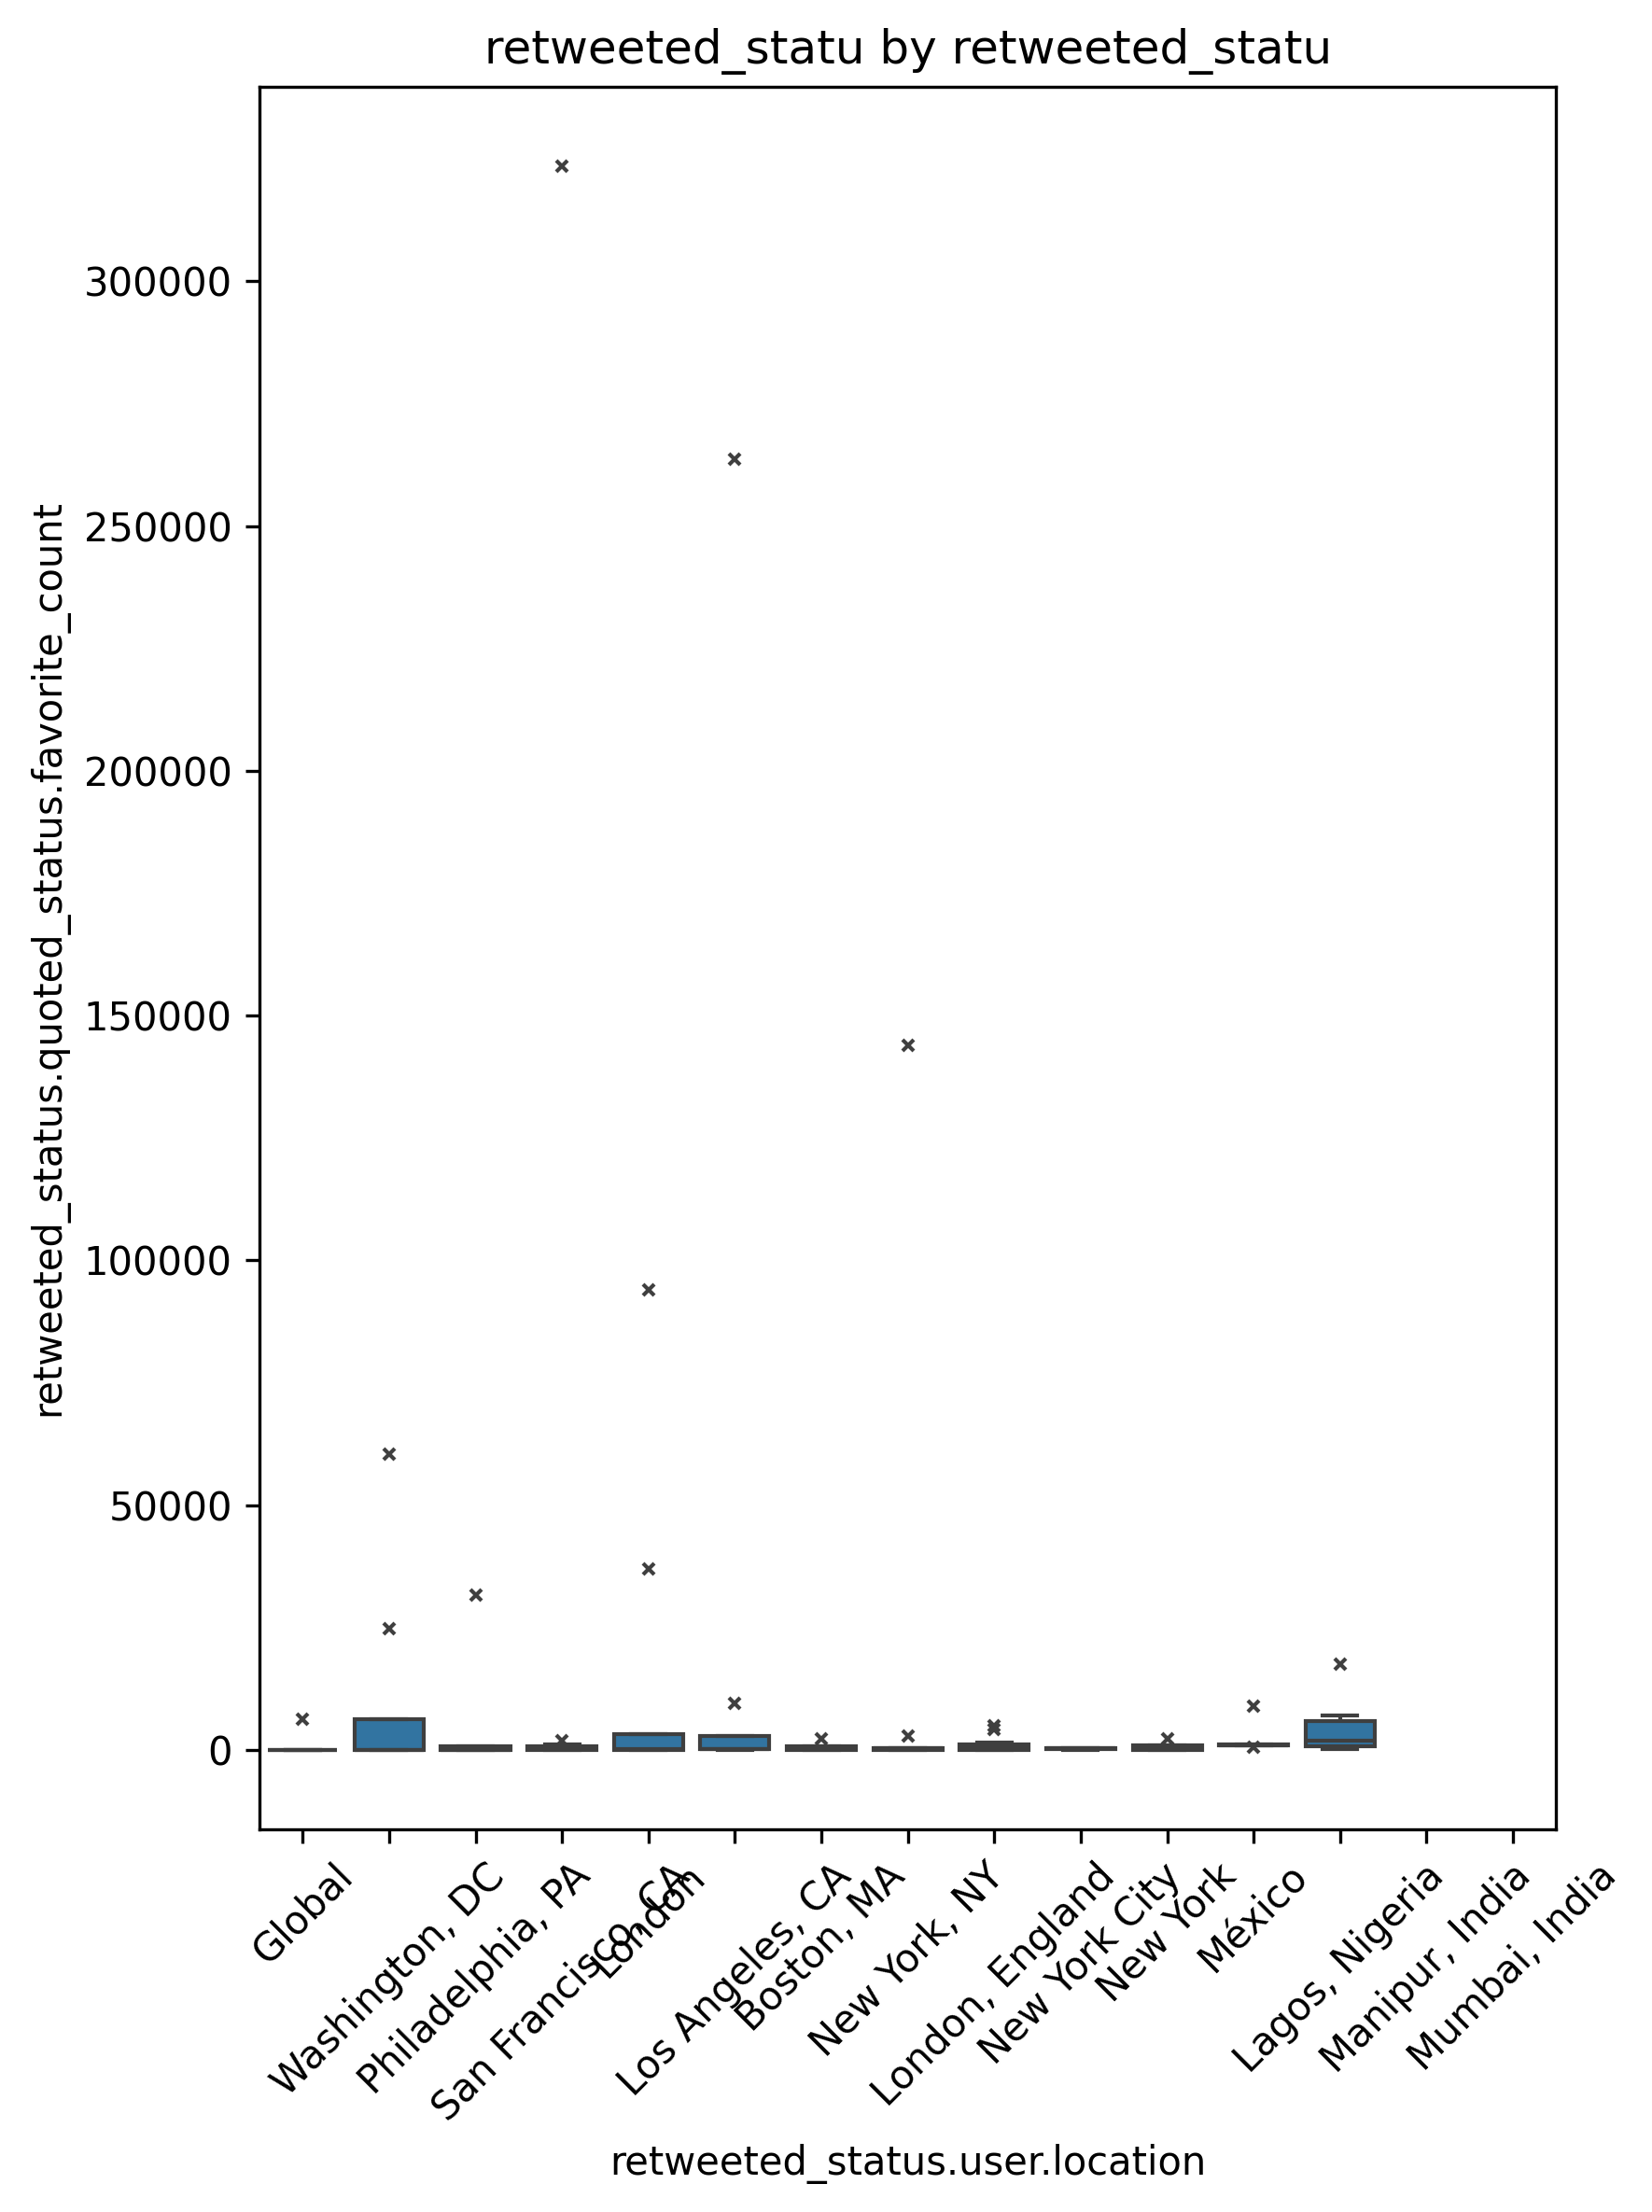 retweeted_statu by retweeted_statu
retweeted_status.quoted_status.favorite_count
300000
250000
200000
150000
100000
50000
0
Global
Washington, DC
Philadelphia, PA
San Francisco, CA
London
Los Angeles, CA
Boston, MA
New York, NY
London, England
New York City
New York
México
Lagos, Nigeria
Manipur, India
Mumbai, India
retweeted_status.user.location